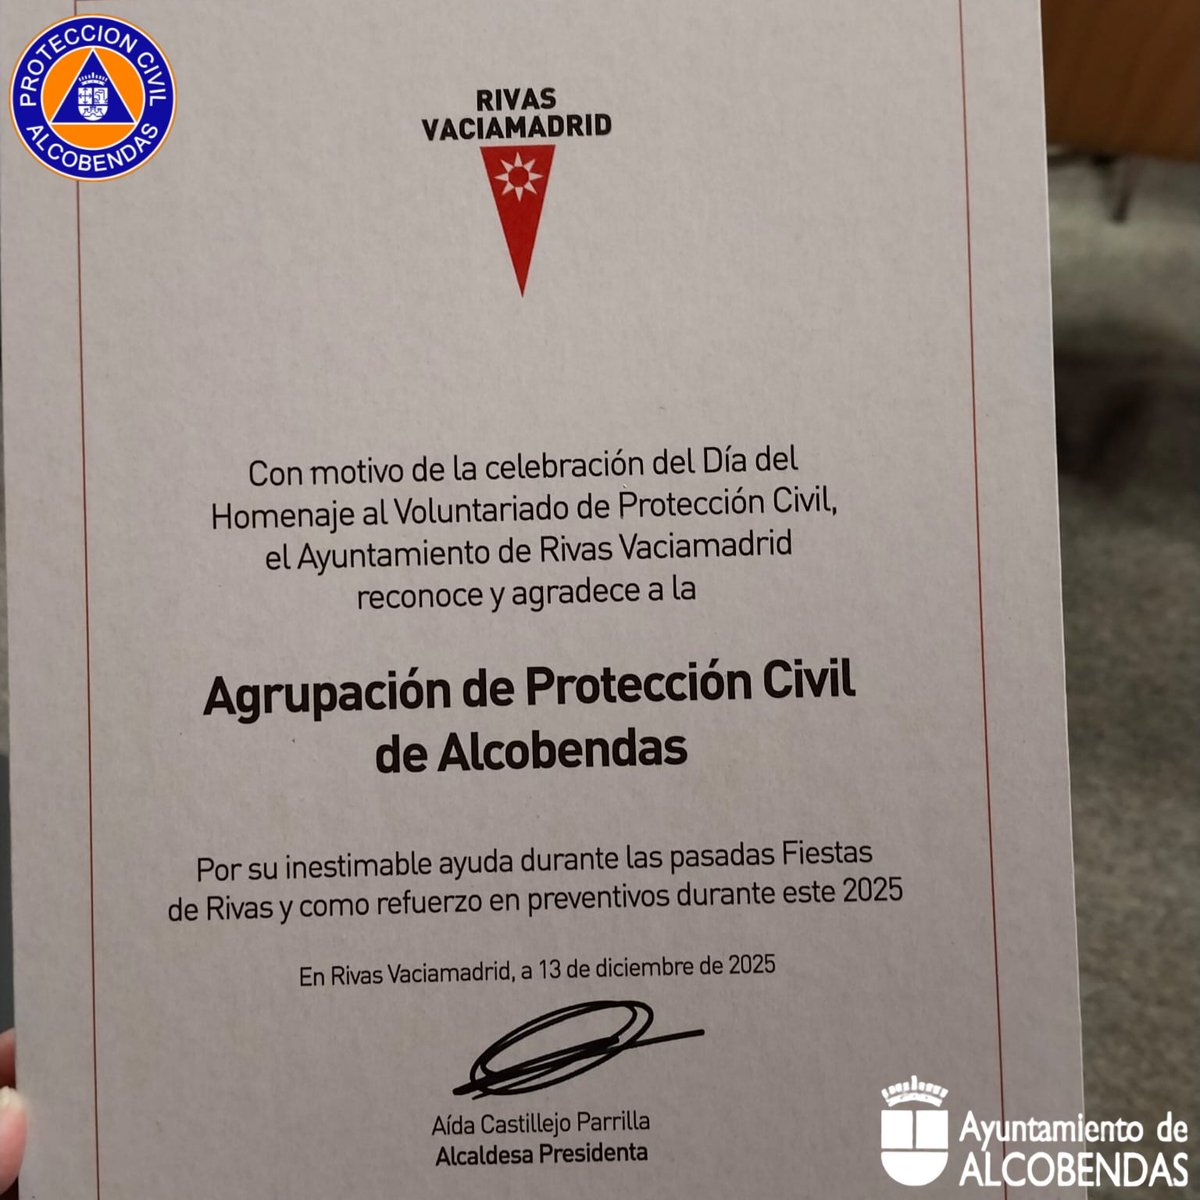 PROTECCION CIVIL
ALCOBENDAS
RIVAS
VACIAMADRID
Con motivo de la celebración del Día del
Homenaje al Voluntariado de Protección Civil,
el Ayuntamiento de Rivas Vaciamadrid
reconoce y agradece a la
Agrupación de Protección Civil
de Alcobendas
Por su inestimable ayuda durante las pasadas Fiestas
de Rivas y como refuerzo en preventivos durante este 2025
En Rivas Vaciamadrid, a 13 de diciembre de 2025
Aída Castillejo Parrilla
Alcaldesa Presidenta
Ayuntamiento de
ALCOBENDAS